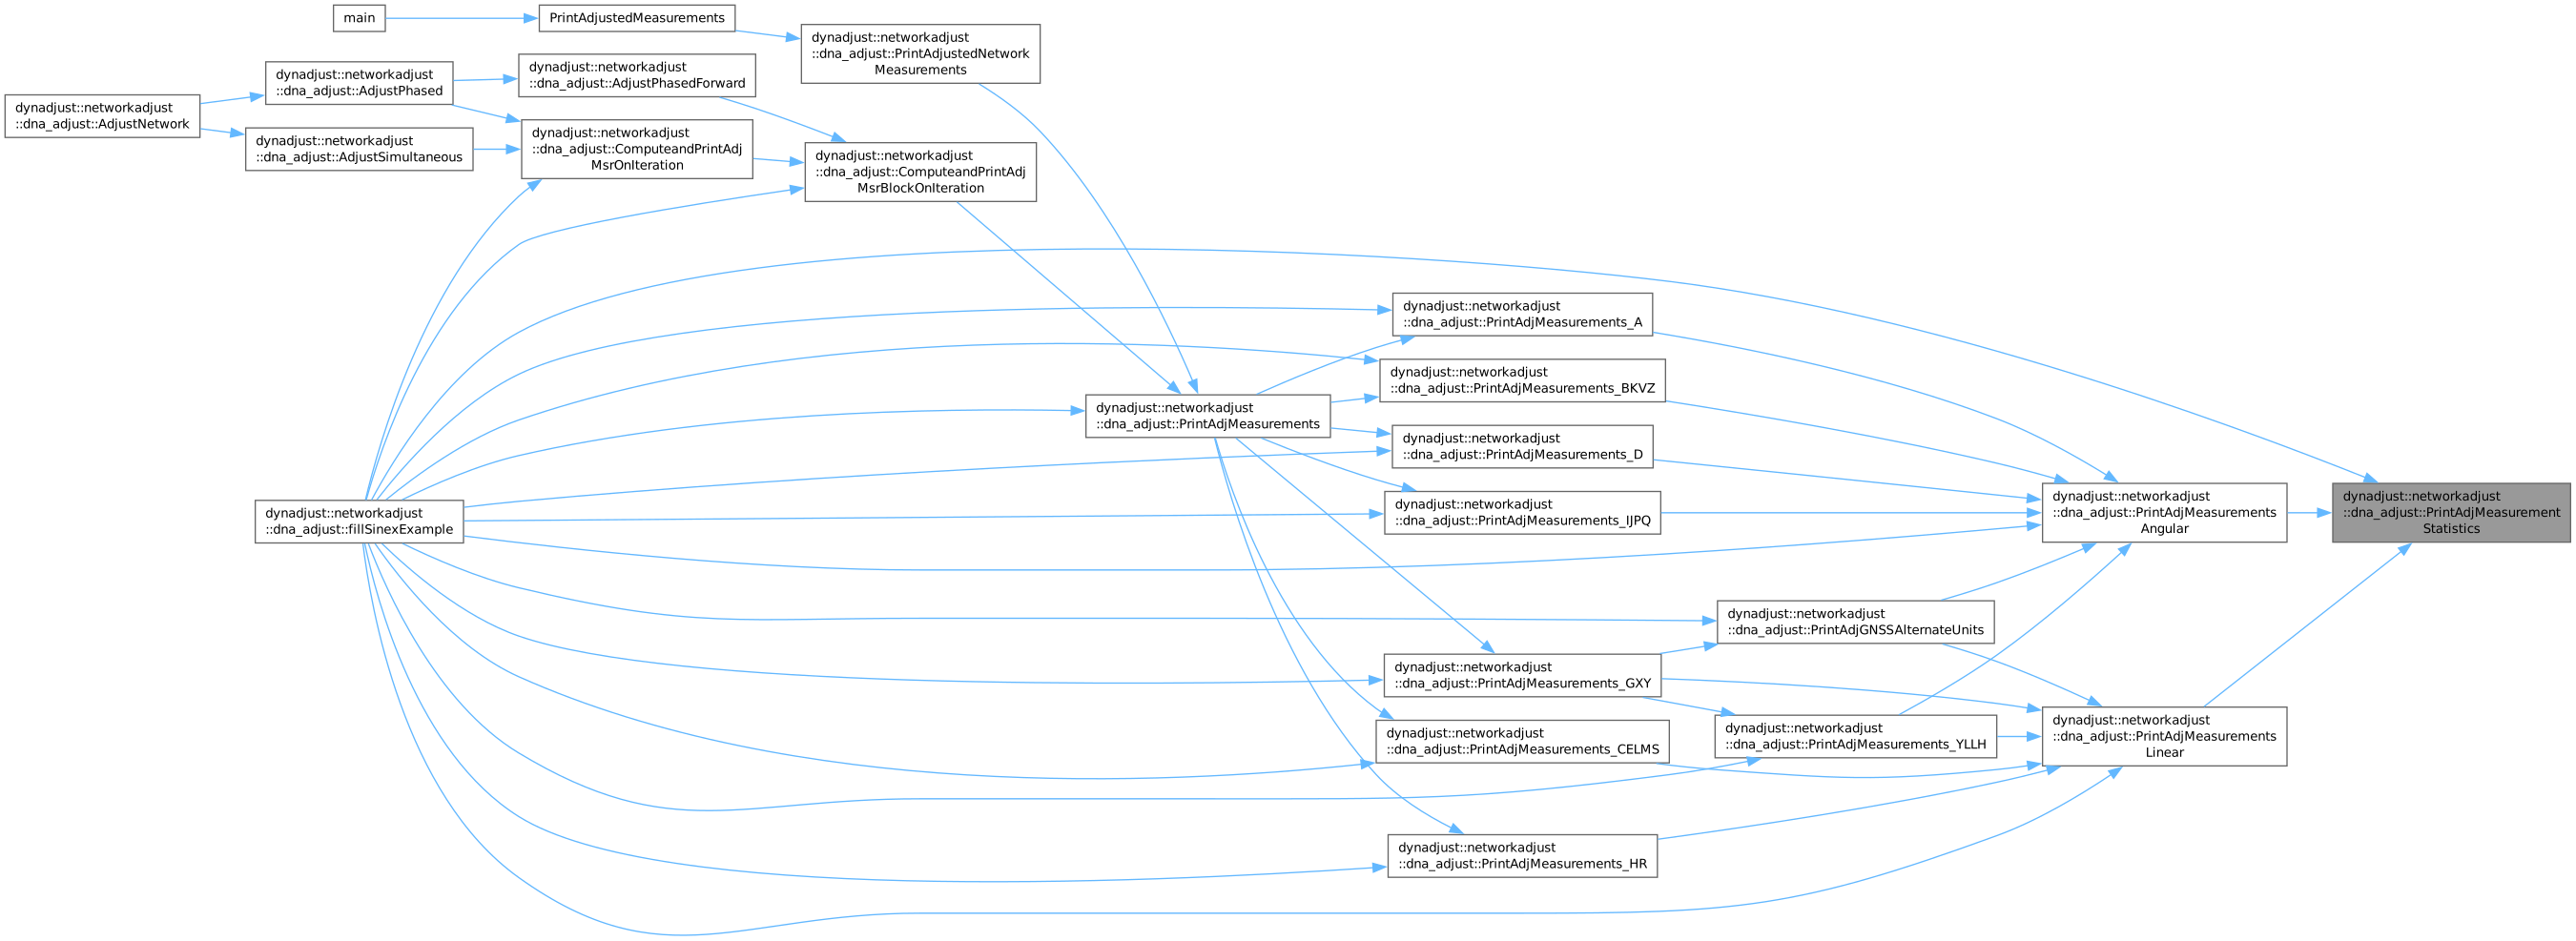 main
PrintAdjustedMeasurements
dynadjust::networkadjust
::dna_adjust::PrintAdjustedNetwork
Measurements
dynadjust::networkadjust
::dna_adjust::AdjustPhased
dynadjust::networkadjust
::dna_adjust::AdjustPhasedForward
dynadjust::networkadjust
::dna_adjust::AdjustNetwork
dynadjust::networkadjust
::dna_adjust::AdjustSimultaneous
dynadjust::networkadjust
::dna_adjust::ComputeandPrintAdj
MsrOnIteration
dynadjust::networkadjust
::dna_adjust::ComputeandPrintAdj
MsrBlockOnIteration
dynadjust::networkadjust
::dna_adjust::PrintAdjMeasurements_A
dynadjust::networkadjust
::dna_adjust::PrintAdjMeasurements_BKVZ
dynadjust::networkadjust
::dna_adjust::PrintAdjMeasurements
dynadjust::networkadjust
::dna_adjust::PrintAdjMeasurements_D
dynadjust::networkadjust
::dna_adjust::fillSinexExample
dynadjust::networkadjust
::dna_adjust::PrintAdjMeasurements_IJPQ
dynadjust::networkadjust
::dna_adjust::PrintAdjMeasurements
Angular
dynadjust::networkadjust
::dna_adjust::PrintAdjMeasurement
Statistics
dynadjust::networkadjust
::dna_adjust::PrintAdjGNSSAlternateUnits
dynadjust::networkadjust
::dna_adjust::PrintAdjMeasurements_GXY
dynadjust::networkadjust
::dna_adjust::PrintAdjMeasurements_CELMS
dynadjust::networkadjust
::dna_adjust::PrintAdjMeasurements_YLLH
dynadjust::networkadjust
::dna_adjust::PrintAdjMeasurements
Linear
dynadjust::networkadjust
::dna_adjust::PrintAdjMeasurements_HR